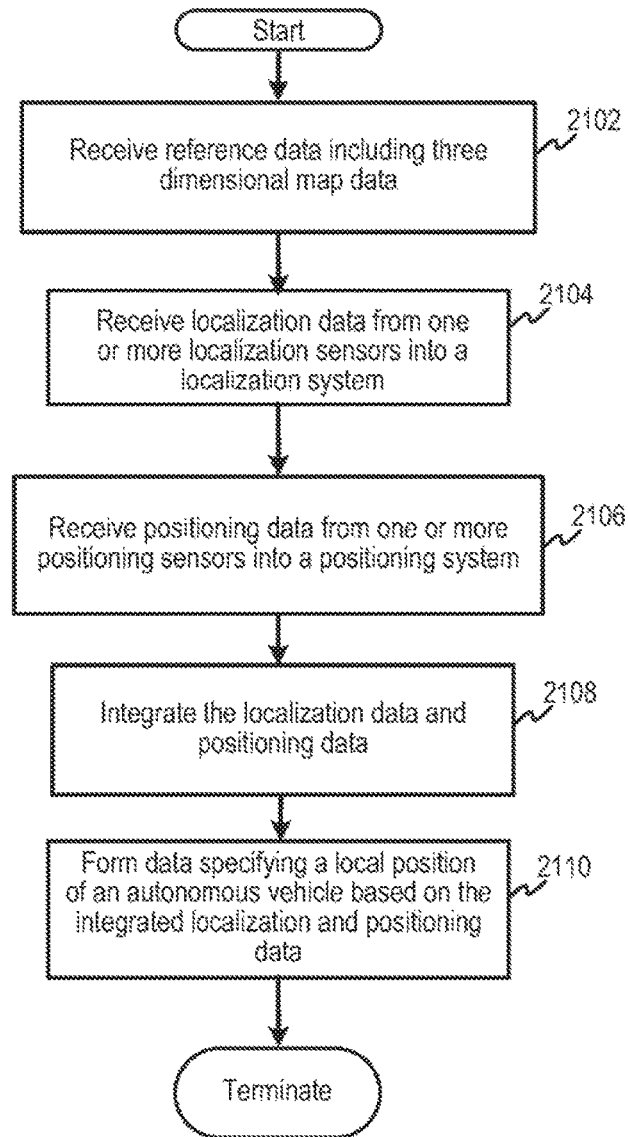 Start
2102
Receive reference data including three
dimensional map data
2104
Receive localization data from one
or more localization sensors into a
localization system
2106
Receive positioning data from one or more
positioning sensors into a positioning system
2108
Integrate the localization data and
positioning data
2110
Form data specifying a local position
of an autonomous vehicle based on the
integrated localization and positioning
data
Terminate